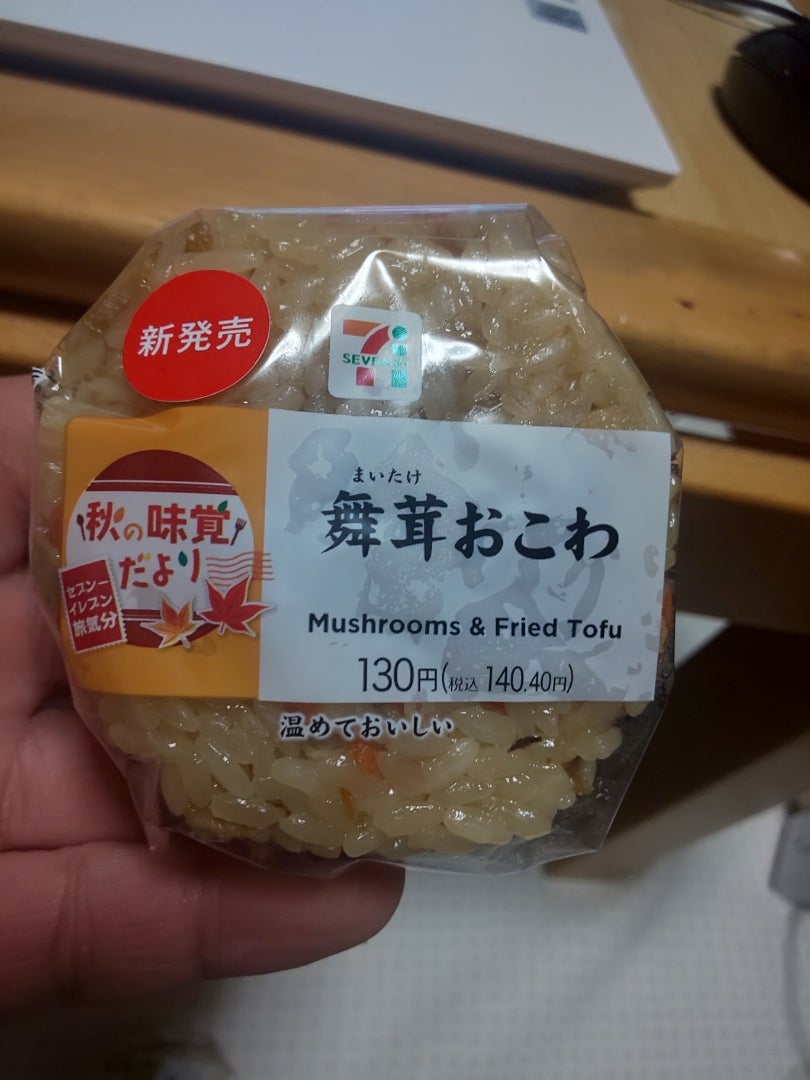 新発売
SEVEN
秋の味覚
だより
セブン－
イレブン
旅気分
まいたけ
舞茸おこわ
Mushrooms & Fried Tofu
130円(税込 140.40円)
温めておいしい